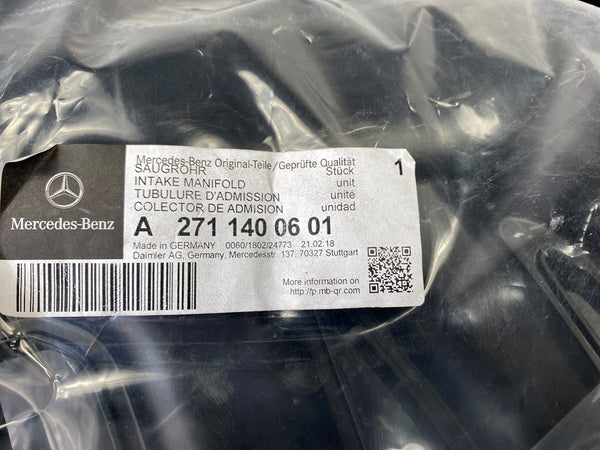 Mercedes-Benz Original-Teile/Geprüfte Qualität
SAUGROHR Stück 1
INTAKE MANIFOLD unit
TUBULURE D'ADMISSION unité
COLECTOR DE ADMISION unidad
Mercedes-Benz
A 271 140 06 01
Made in GERMANY 0060/1802/24773 21.02.18
Daimler AG, Germany, Mercedesstr. 137, 70327 Stuttgart
More information on
http://p.mb-qr.com